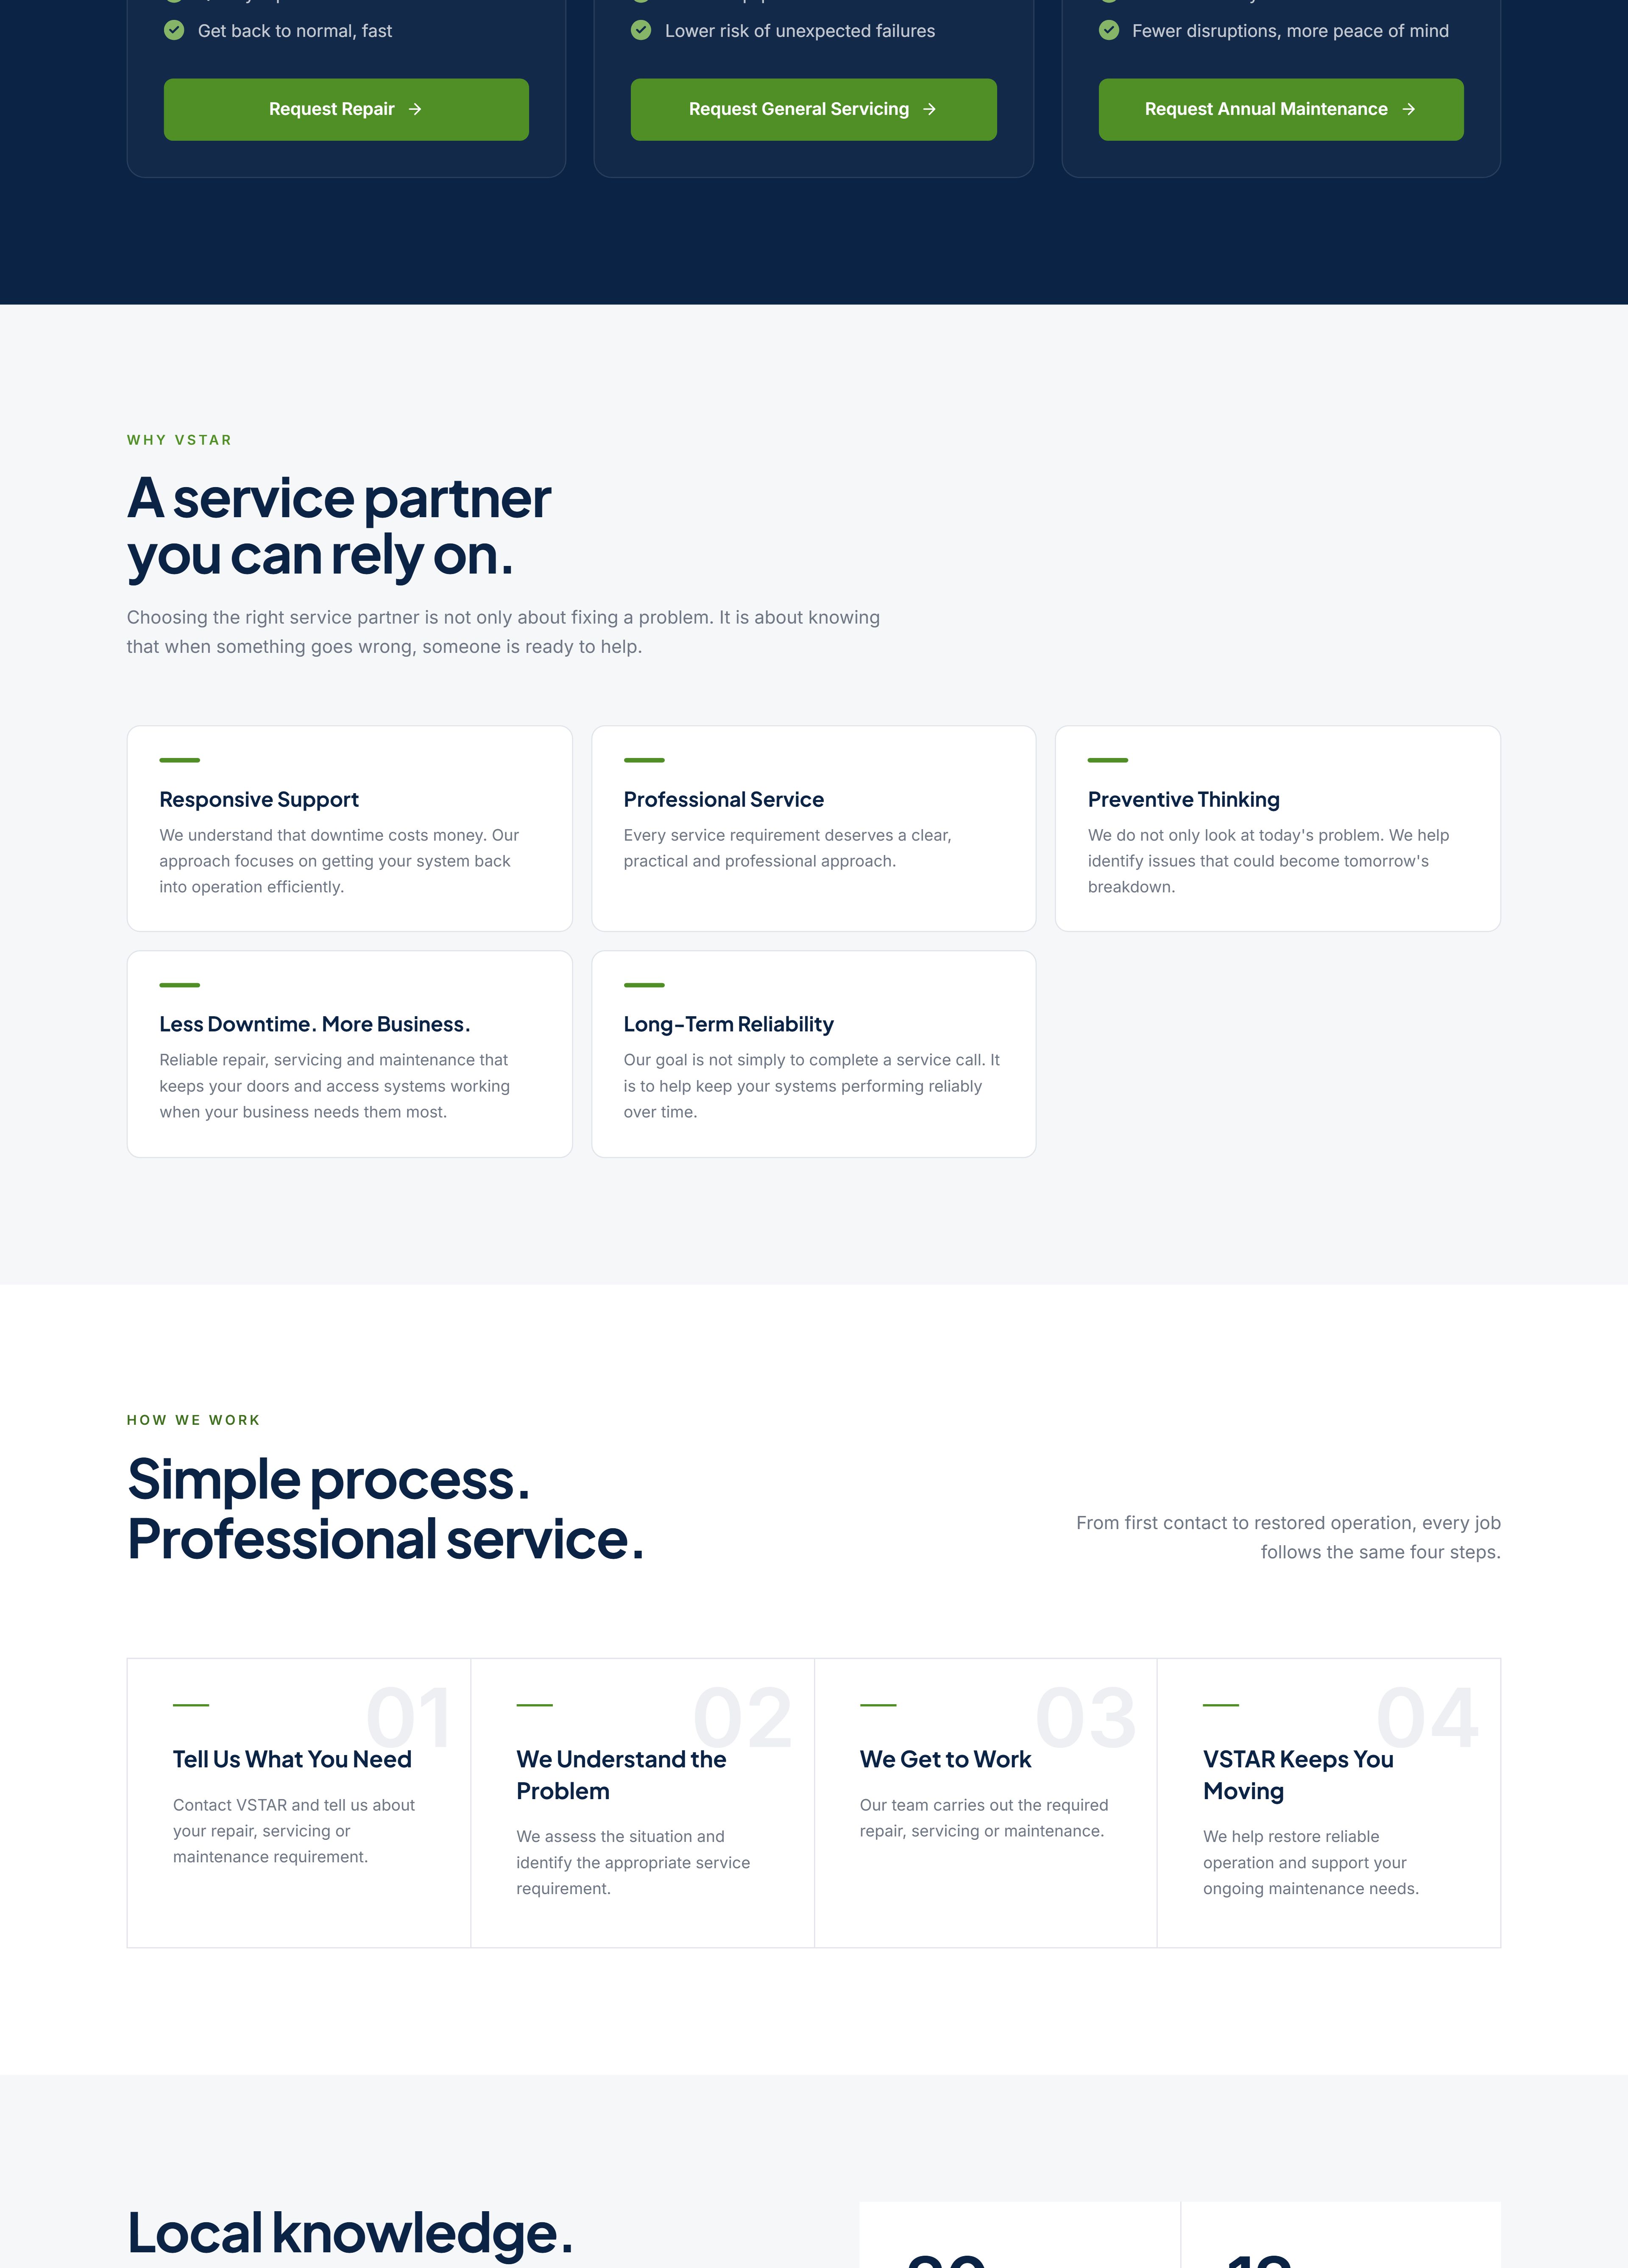 Get back to normal, fast
Lower risk of unexpected failures
Fewer disruptions, more peace of mind
Request Repair →
Request General Servicing →
Request Annual Maintenance →
WHY VSTAR
A service partner
you can rely on.
Choosing the right service partner is not only about fixing a problem. It is about knowing
that when something goes wrong, someone is ready to help.
Responsive Support
We understand that downtime costs money. Our
approach focuses on getting your system back
into operation efficiently.
Professional Service
Every service requirement deserves a clear,
practical and professional approach.
Preventive Thinking
We do not only look at today's problem. We help
identify issues that could become tomorrow's
breakdown.
Less Downtime. More Business.
Reliable repair, servicing and maintenance that
keeps your doors and access systems working
when your business needs them most.
Long-Term Reliability
Our goal is not simply to complete a service call. It
is to help keep your systems performing reliably
over time.
HOW WE WORK
Simple process.
Professional service.
From first contact to restored operation, every job
follows the same four steps.
01
Tell Us What You Need
Contact VSTAR and tell us about
your repair, servicing or
maintenance requirement.
02
We Understand the
Problem
We assess the situation and
identify the appropriate service
requirement.
03
We Get to Work
Our team carries out the required
repair, servicing or maintenance.
04
VSTAR Keeps You
Moving
We help restore reliable
operation and support your
ongoing maintenance needs.
Local knowledge.